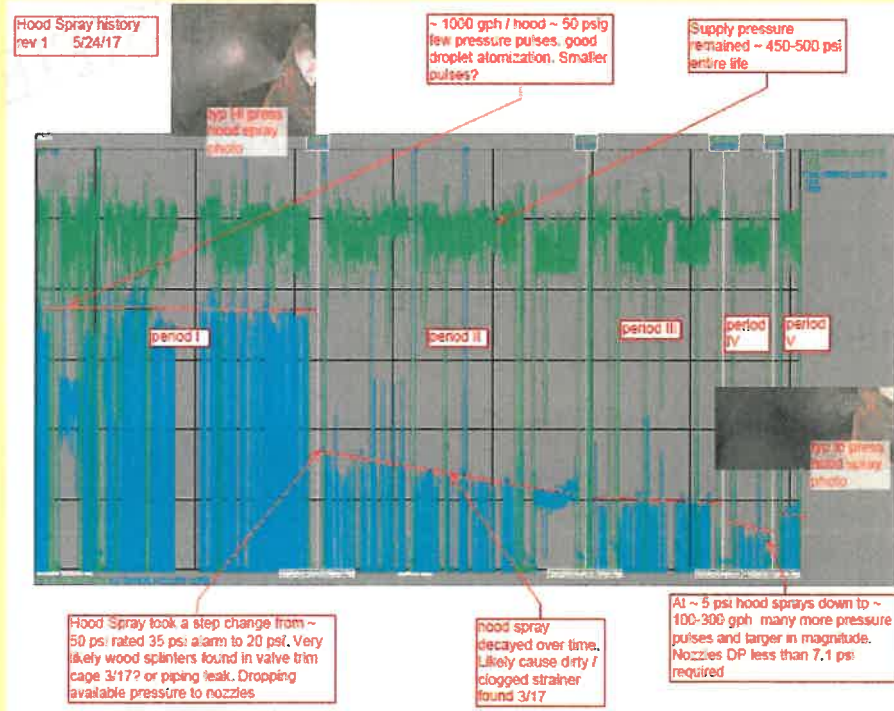 Hood Spray history
rev 1 5/24/17
~ 1000 gph / hood ~ 50 psig
few pressure pulses, good
droplet atomization. Smaller
pulses?
Supply pressure
remained ~ 450-500 psi
entire life
typ HI press
hood spray
photo
period I
period II
period III
period
IV
period
V
typ lo press
hood spray
photo
Hood Spray took a step change from ~
50 psi rated 35 psi alarm to 20 psi. Very
likely wood splinters found in valve trim
cage 3/17? or piping leak. Dropping
available pressure to nozzles
hood spray
decayed over time.
Likely cause dirty /
clogged strainer
found 3/17
At ~ 5 psi hood sprays down to ~
100-300 gph many more pressure
pulses and larger in magnitude.
Nozzles DP less than 7.1 psi
required